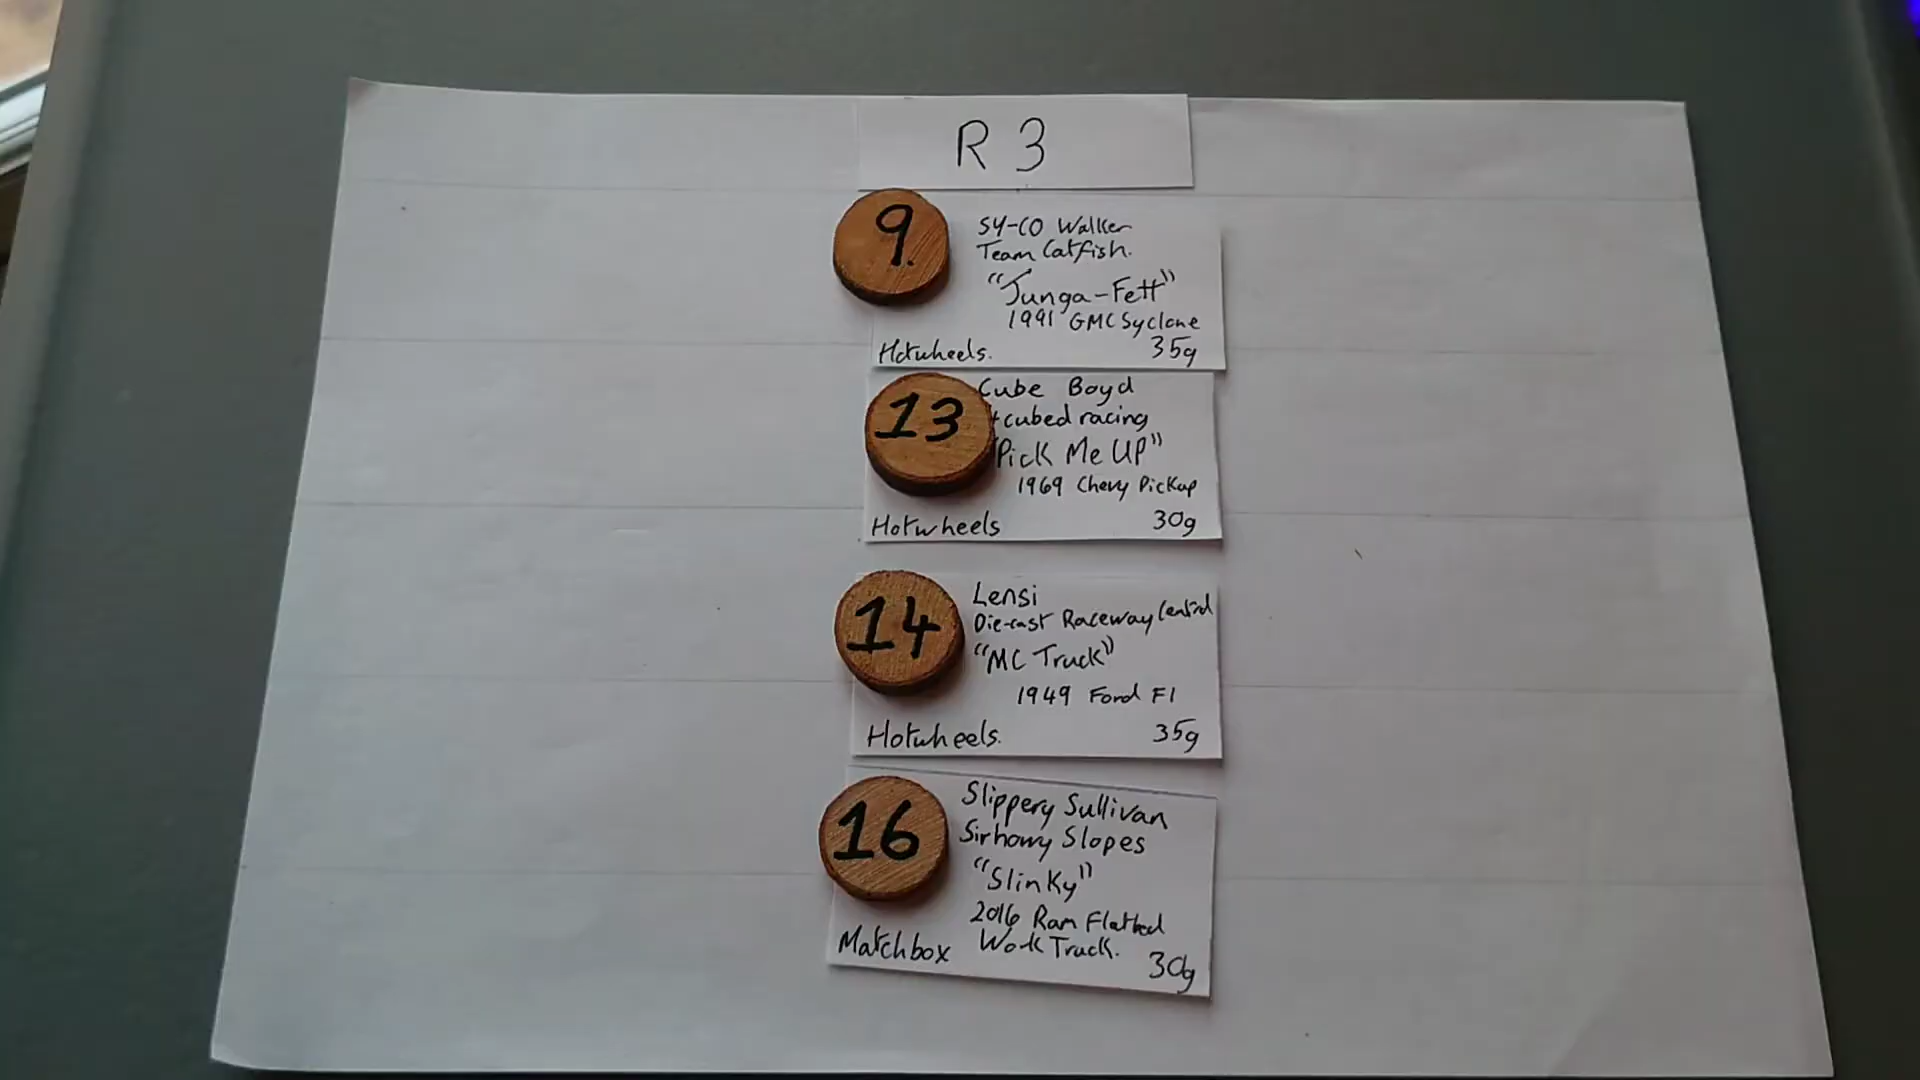 R 3
9.
SY-CO Walker
Team Catfish.
"Junga-Fett"
1991 GMC Syclone
Hotwheels. 35g
13
Cube Boyd
cubed racing
"Pick Me UP"
1969 Chevy Pickup
Hotwheels 30g
14
Lensi
Die-cast Raceway Central
"MC Truck"
1949 Ford F1
Hotwheels. 35g
16
Slippery Sullivan
Sirhowy Slopes
"Slinky"
2016 Ram Flatbed
Work Truck.
Matchbox 30g